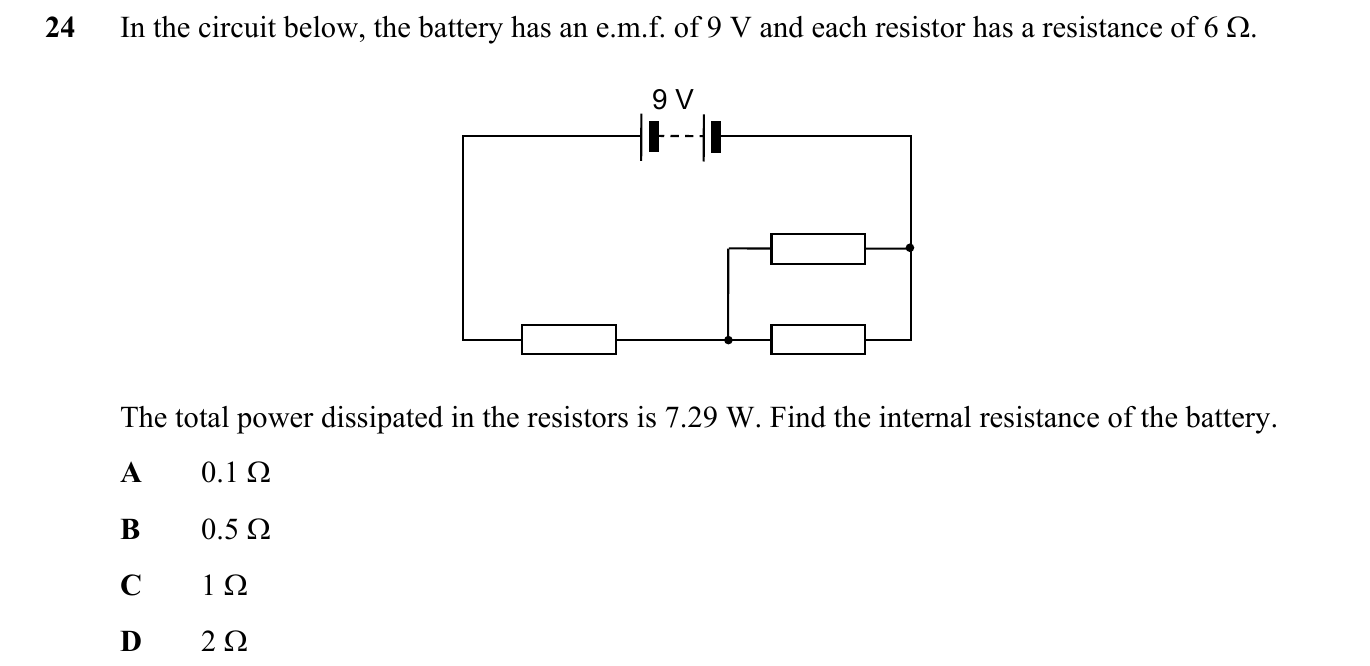 24 In the circuit below, the battery has an e.m.f. of 9 V and each resistor has a resistance of 6 Ω.
9 V
The total power dissipated in the resistors is 7.29 W. Find the internal resistance of the battery.
A 0.1 Ω
B 0.5 Ω
C 1 Ω
D 2 Ω